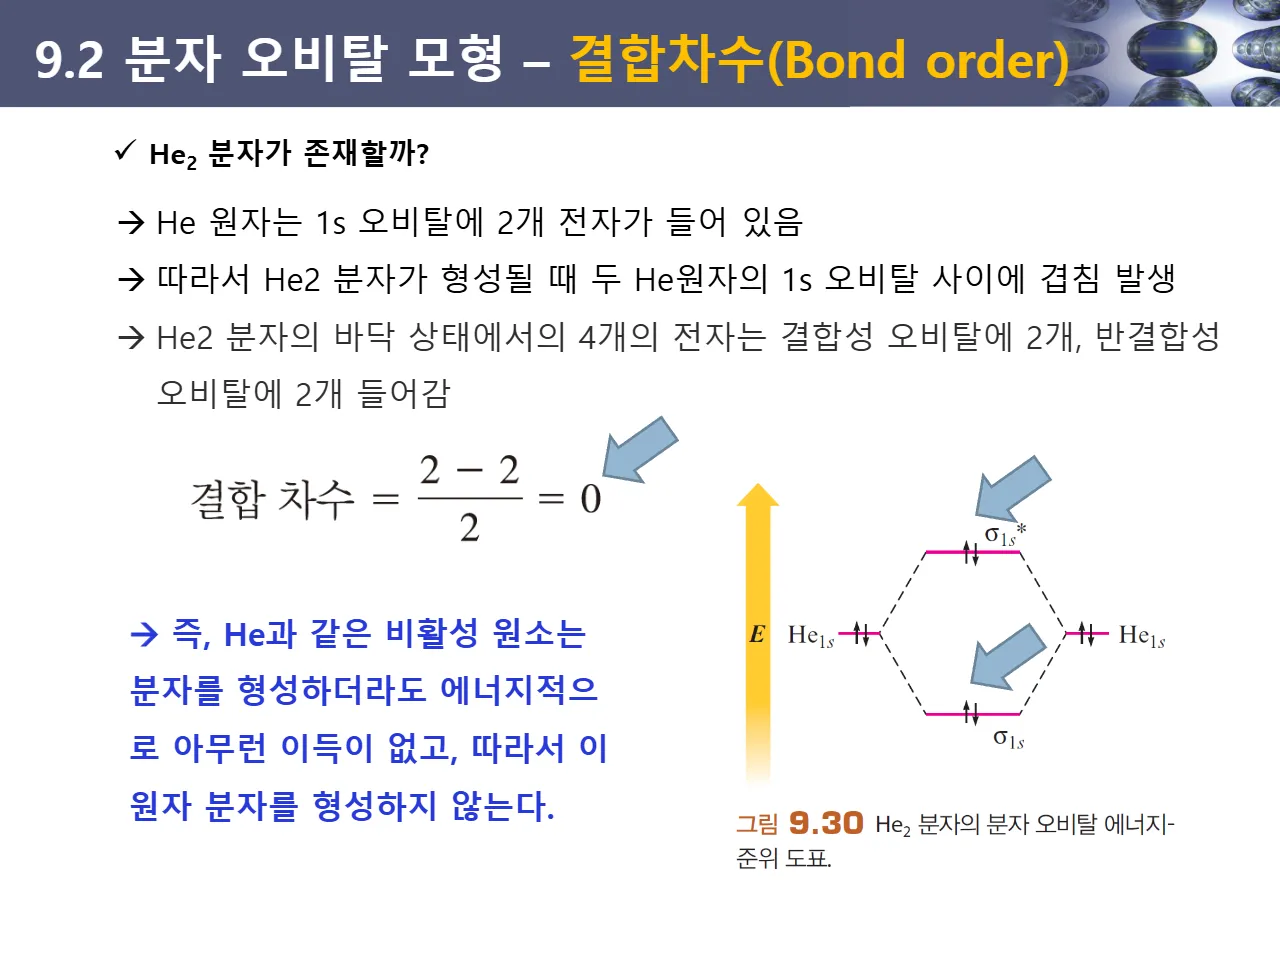 9.2 분자 오비탈 모형 – 결합차수(Bond order)
✓ He₂ 분자가 존재할까?
→ He 원자는 1s 오비탈에 2개 전자가 들어 있음
→ 따라서 He2 분자가 형성될 때 두 He원자의 1s 오비탈 사이에 겹침 발생
→ He2 분자의 바닥 상태에서의 4개의 전자는 결합성 오비탈에 2개, 반결합성
오비탈에 2개 들어감
결합 차수 = (2 − 2)/2 = 0
→ 즉, He과 같은 비활성 원소는
분자를 형성하더라도 에너지적으
로 아무런 이득이 없고, 따라서 이
원자 분자를 형성하지 않는다.
σ1s*
E
He1s
He1s
σ1s
그림 9.30 He₂ 분자의 분자 오비탈 에너지-
준위 도표.